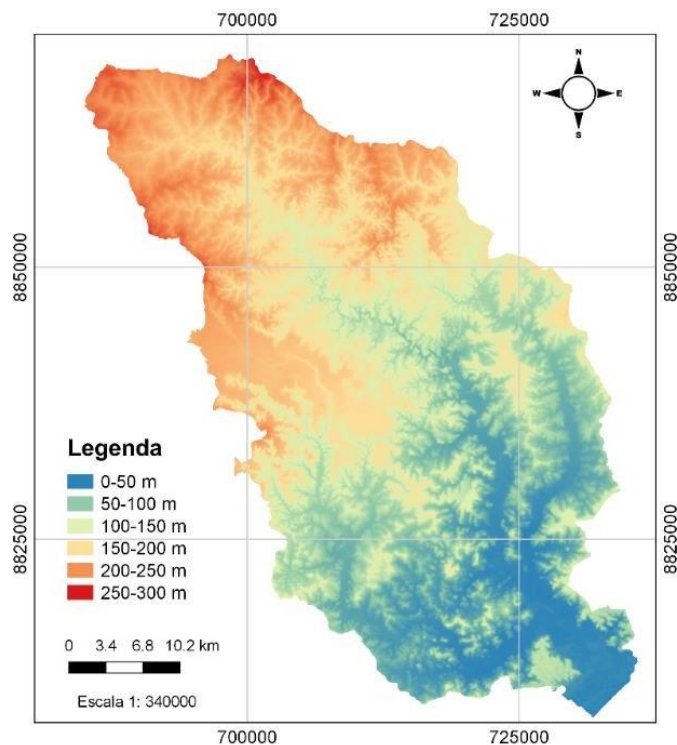 700000 725000
N
W E
S
8850000 8850000
Legenda
0-50 m
50-100 m
100-150 m
150-200 m
200-250 m
250-300 m
8825000 8825000
0 3.4 6.8 10.2 km
Escala 1: 340000
700000 725000